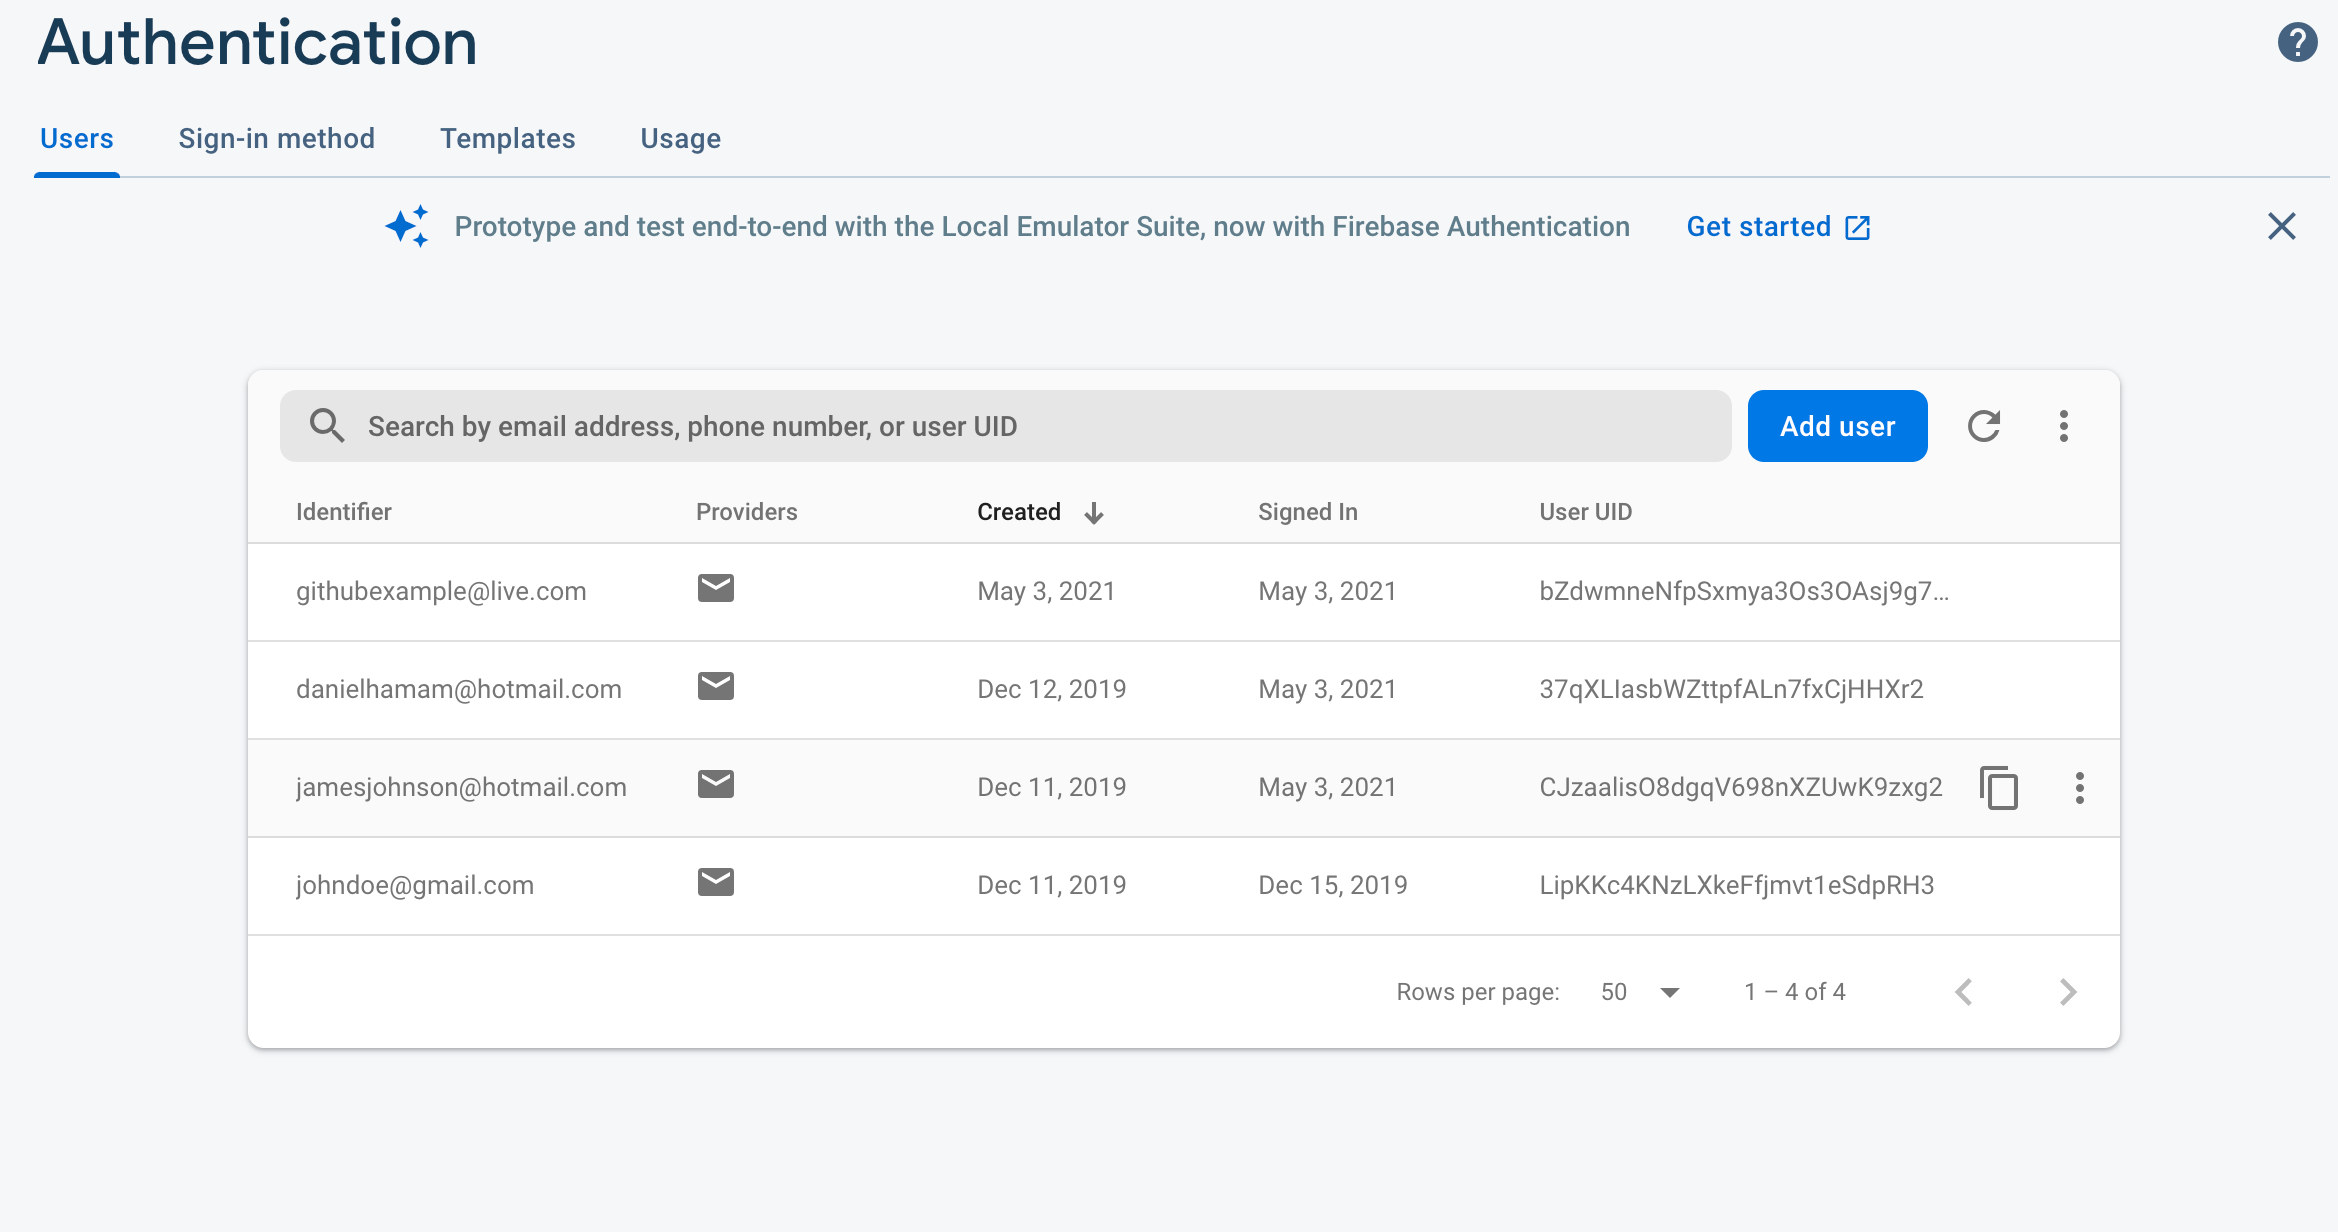 Authentication
Users Sign-in method Templates Usage
Prototype and test end-to-end with the Local Emulator Suite, now with Firebase Authentication Get started
Search by email address, phone number, or user UID Add user
Identifier Providers Created Signed In User UID
githubexample@live.com May 3, 2021 May 3, 2021 bZdwmneNfpSxmya3Os3OAsj9g7...
danielhamam@hotmail.com Dec 12, 2019 May 3, 2021 37qXLIasbWZttpfALn7fxCjHHXr2
jamesjohnson@hotmail.com Dec 11, 2019 May 3, 2021 CJzaalisO8dgqV698nXZUwK9zxg2
johndoe@gmail.com Dec 11, 2019 Dec 15, 2019 LipKKc4KNzLXkeFfjmvt1eSdpRH3
Rows per page: 50 1 – 4 of 4